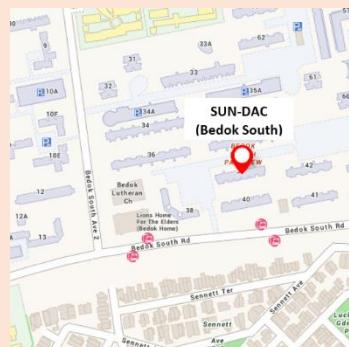 57
62
9
33A
31
61
33
32
10A
35A
34A
10F
SUN-DAC
(Bedok South)
34
BEDOK
18E
36
42
Bedok
Lutheran
Ch
12
Lions Home
For The Elders
(Bedok Home)
38
40
41
12A
13
Bedok South Ave 2
Bedok South Rd
Bedok South Rd
Sennett Ter
Sennett Ave
Sennett
Ave